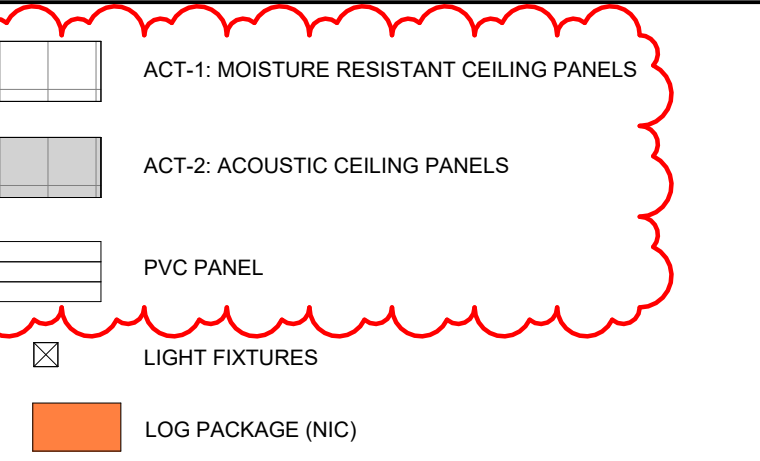 ACT-1: MOISTURE RESISTANT CEILING PANELS
ACT-2: ACOUSTIC CEILING PANELS
PVC PANEL
LIGHT FIXTURES
LOG PACKAGE (NIC)